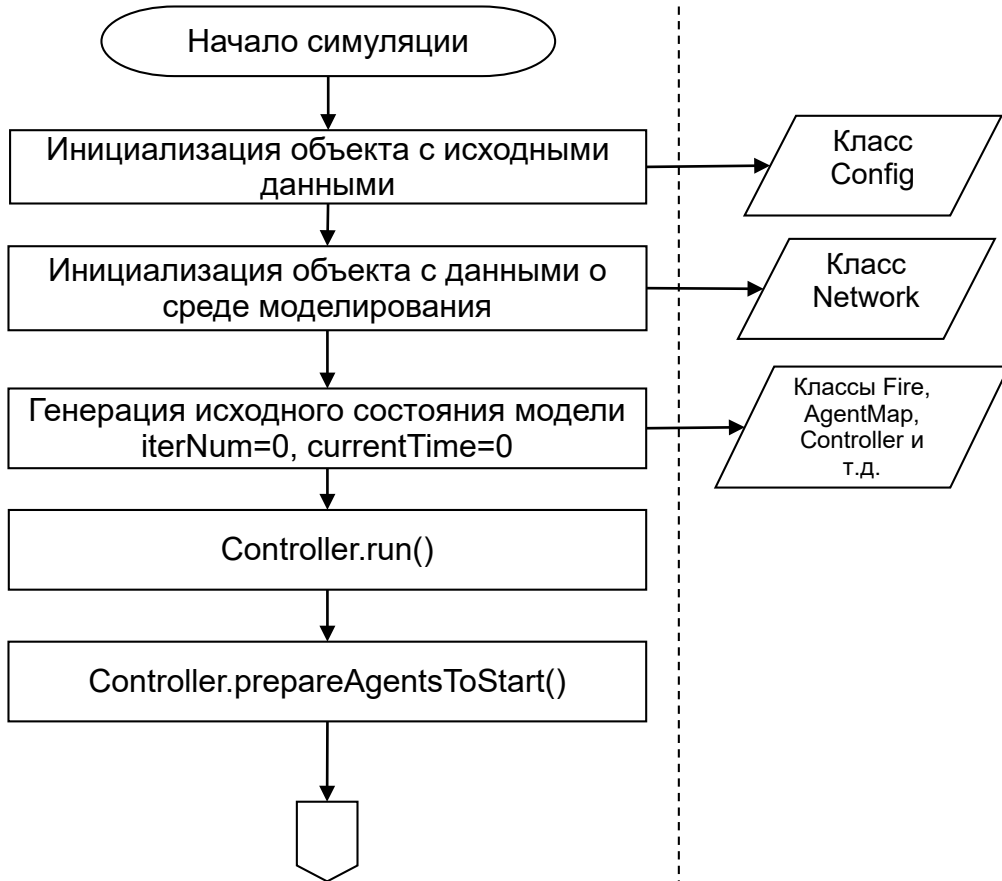 Начало симуляции
Инициализация объекта с исходными
данными
Класс
Config
Инициализация объекта с данными о
среде моделирования
Класс
Network
Генерация исходного состояния модели
iterNum=0, currentTime=0
Классы Fire,
AgentMap,
Controller и
т.д.
Controller.run()
Controller.prepareAgentsToStart()